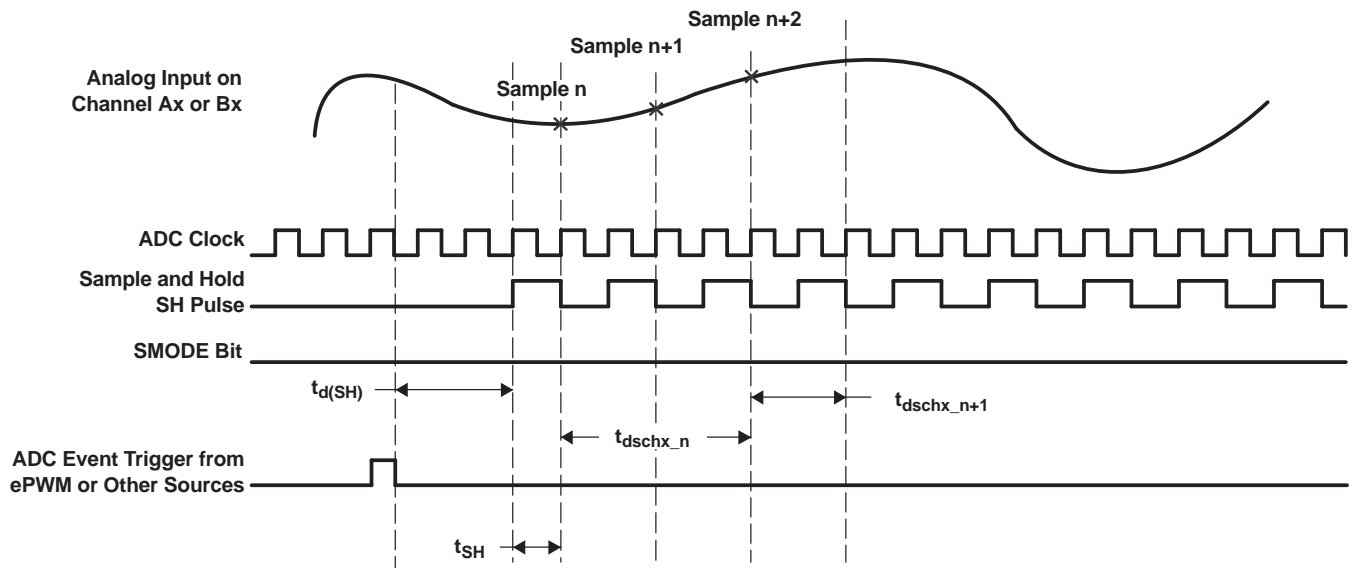 Sample n+2
Sample n+1
Analog Input on
Channel Ax or Bx
Sample n
ADC Clock
Sample and Hold
SH Pulse
SMODE Bit
td(SH)
tdschx_n+1
tdschx_n
ADC Event Trigger from
ePWM or Other Sources
tSH